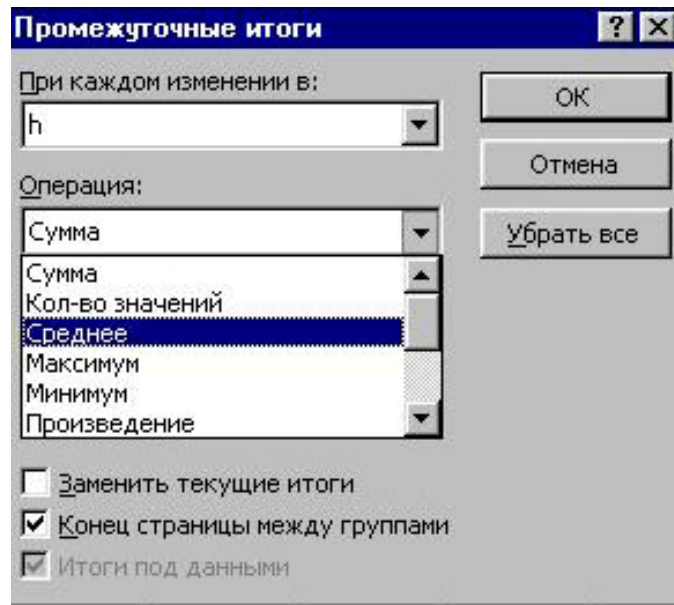 Промежуточные итоги
При каждом изменении в:
h
Операция:
Сумма
Сумма
Кол-во значений
Среднее
Максимум
Минимум
Произведение
Заменить текущие итоги
Конец страницы между группами
Итоги под данными
OK
Отмена
Убрать все